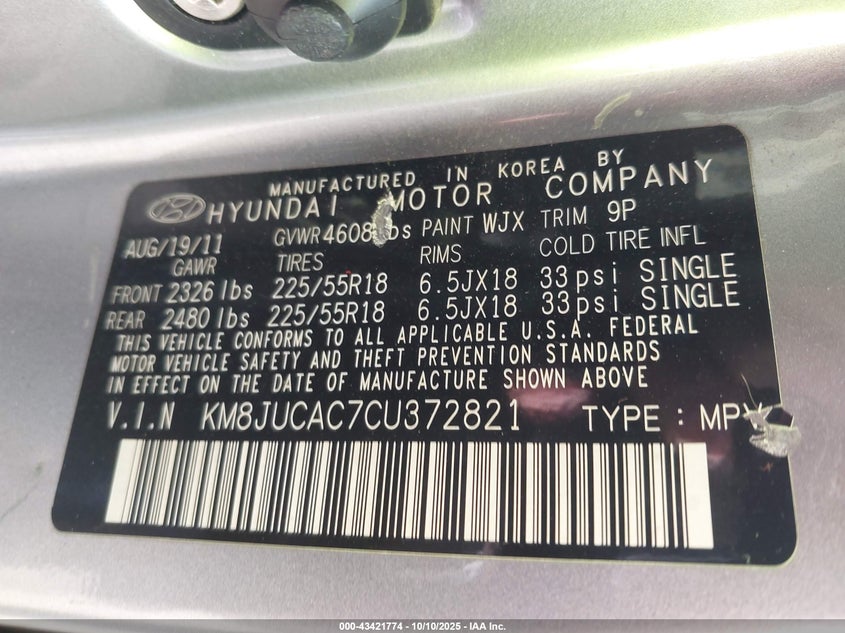 MANUFACTURED IN KOREA BY
HYUNDAI MOTOR COMPANY
AUG/19/11 GVWR 4608 lbs PAINT WJX TRIM 9P
GAWR TIRES RIMS COLD TIRE INFL
FRONT 2326 lbs 225/55R18 6.5JX18 33psi SINGLE
REAR 2480 lbs 225/55R18 6.5JX18 33psi SINGLE
THIS VEHICLE CONFORMS TO ALL APPLICABLE U.S.A. FEDERAL
MOTOR VEHICLE SAFETY AND THEFT PREVENTION STANDARDS
IN EFFECT ON THE DATE OF MANUFACTURE SHOWN ABOVE.
V.I.N KM8JUCAC7CU372821 TYPE : MPV
000-43421774 - 10/10/2025 - IAA Inc.